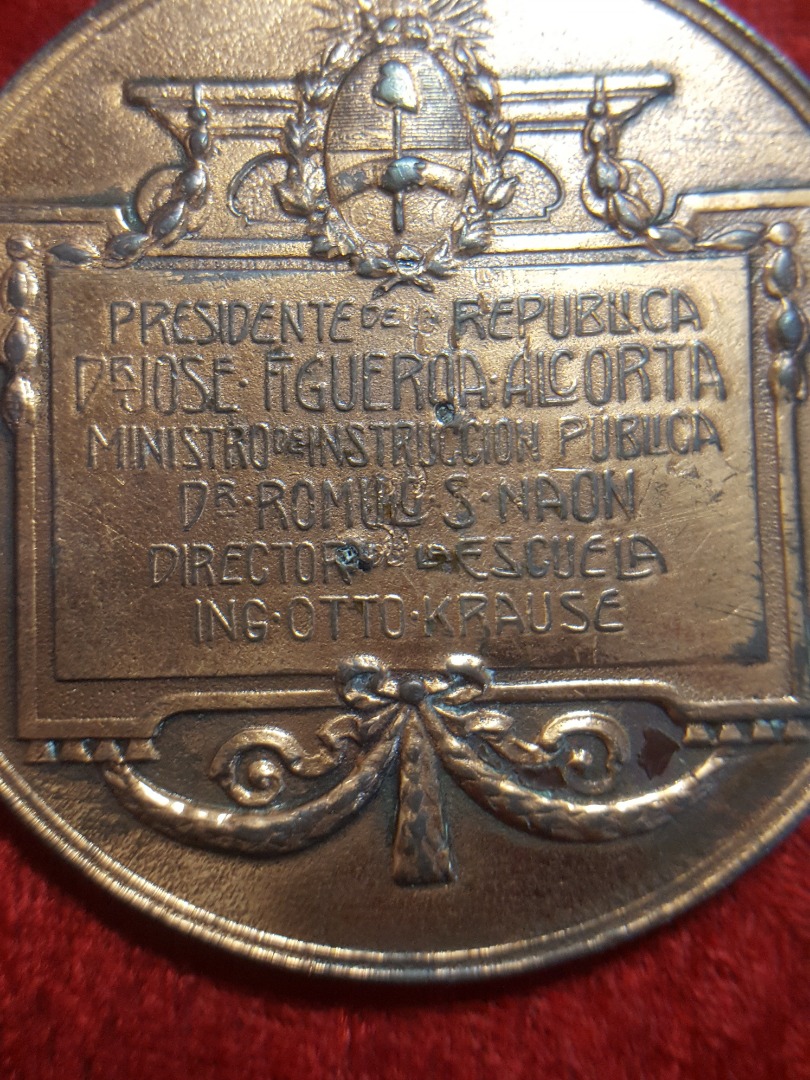 PRESIDENTE DE LA REPUBLICA
DR JOSE · FIGUEROA · ALCORTA
MINISTRO DE INSTRUCCION PÚBLICA
DR · ROMULO · S · NAON
DIRECTOR DE LA ESCUELA
ING · OTTO · KRAUSE